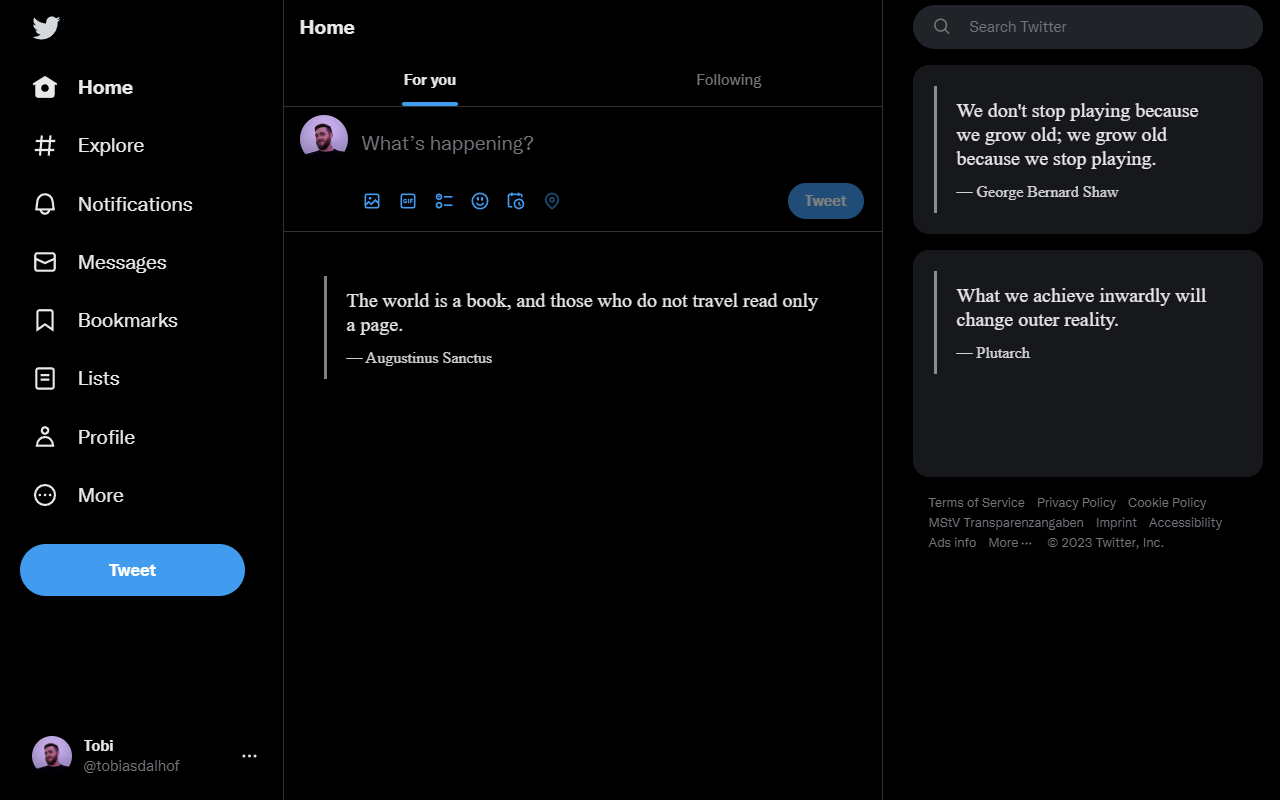 Home
Explore
Notifications
Messages
Bookmarks
Lists
Profile
More
Tweet
Tobi
@tobiasdalhof
Home
For you
Following
What's happening?
GIF
Tweet
The world is a book, and those who do not travel read only
a page.
— Augustinus Sanctus
Search Twitter
We don't stop playing because
we grow old; we grow old
because we stop playing.
— George Bernard Shaw
What we achieve inwardly will
change outer reality.
— Plutarch
Terms of Service Privacy Policy Cookie Policy
MStV Transparenzangaben Imprint Accessibility
Ads info More ··· © 2023 Twitter, Inc.